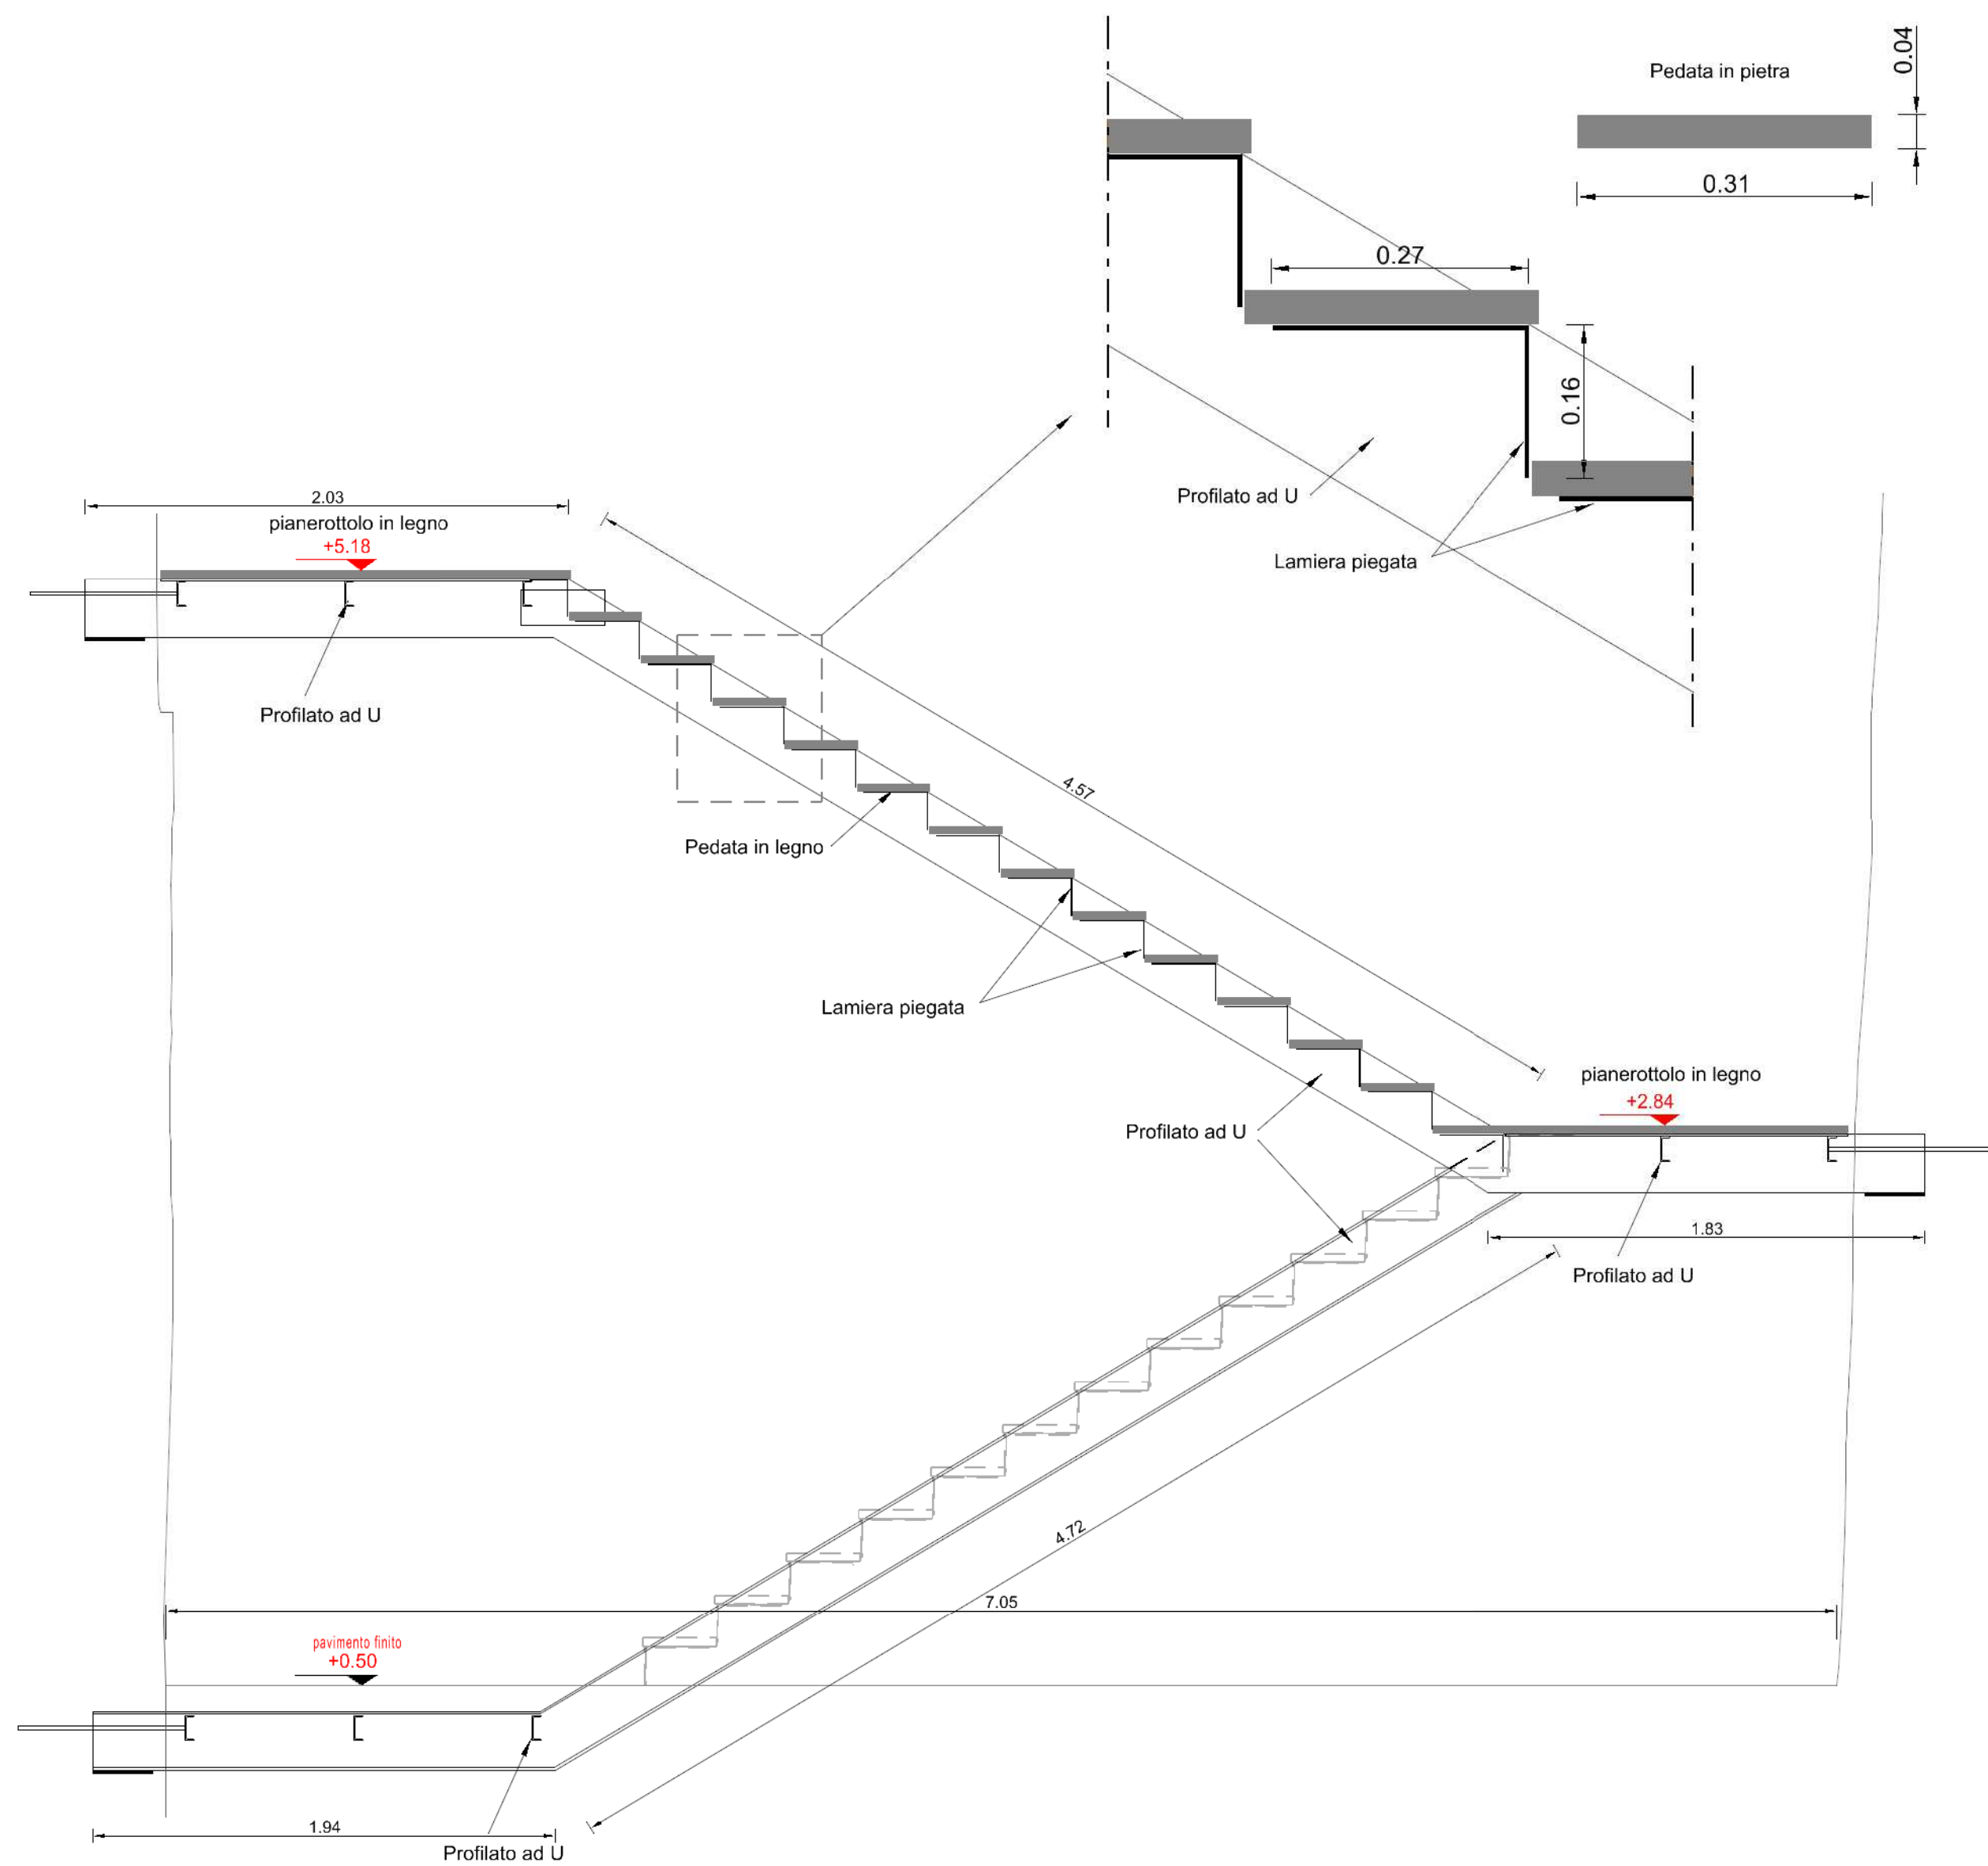 0.04
Pedata in pietra
0.31
0.27
0.16
Profilato ad U
Lamiera piegata
2.03
pianerottolo in legno
+5.18
Profilato ad U
4.57
Pedata in legno
Lamiera piegata
pianerottolo in legno
+2.84
Profilato ad U
1.83
Profilato ad U
4.72
7.05
pavimento finito
+0.50
1.94
Profilato ad U